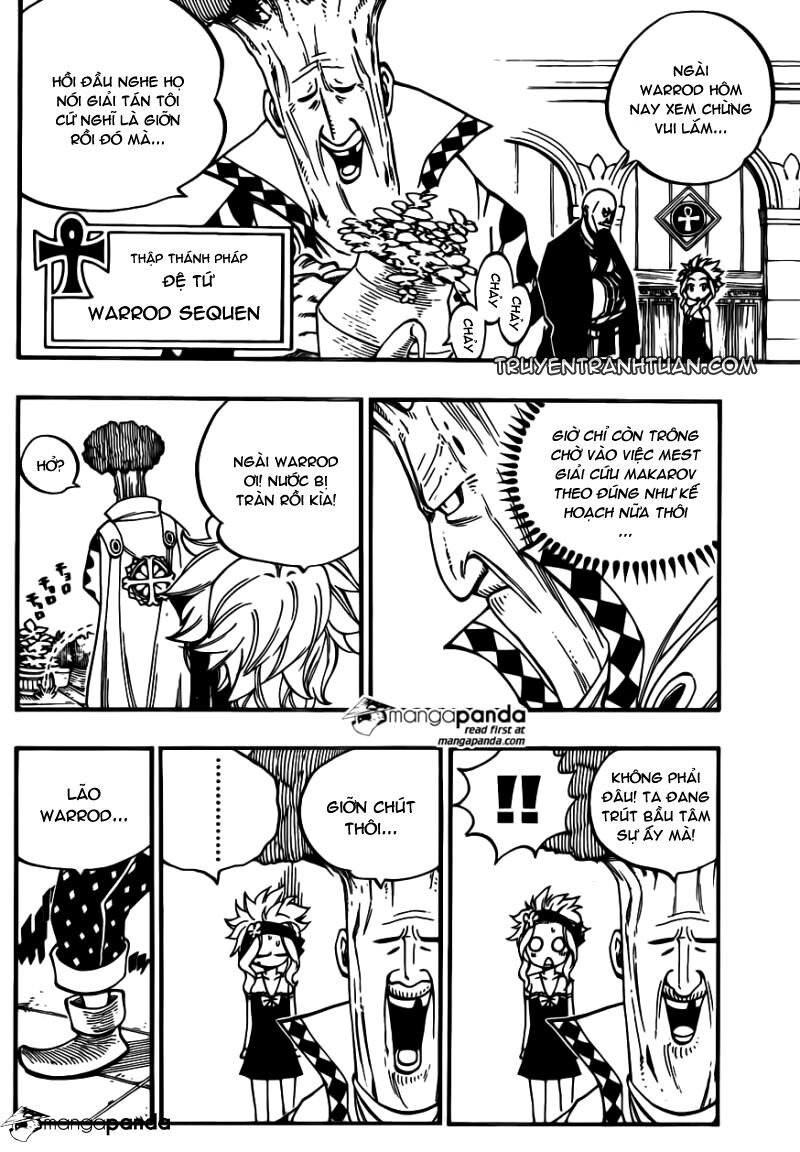 NGÀI
WARROD HÔM
NAY XEM CHỪNG
VUI LẮM...
HỒI ĐẦU NGHE HỌ
NÓI GIẢI TÁN TÔI
CỨ NGHĨ LÀ GIỠN
RỒI ĐÓ MÀ...
THẬP THÁNH PHÁP
ĐỆ TỨ
WARROD SEQUEN
CHẢY
CHẢY
CHẢY
TRUYENTRANHTUAN.COM
GIỜ CHỈ CÒN TRÔNG
CHỜ VÀO VIỆC MEST
GIẢI CỨU MAKAROV
THEO ĐÚNG NHƯ KẾ
HOẠCH NỮA THÔI
...
NGÀI WARROD
ƠI! NƯỚC BỊ
TRÀN RỒI KÌA!
HỞ?
mangapanda
read first at
mangapanda.com
KHÔNG PHẢI
ĐÂU! TA ĐANG
TRÚT BẦU TÂM
SỰ ẤY MÀ!
!!
GIỠN CHÚT
THÔI...
.........
LÃO
WARROD...
mangapanda